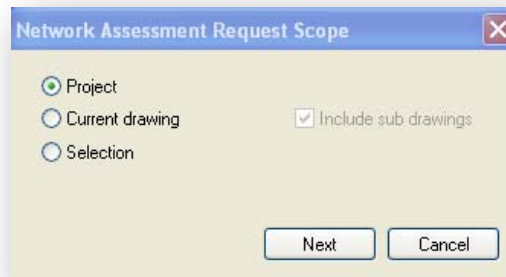 Network Assessment Request Scope
Project
Current drawing
Include sub drawings
Selection
Next
Cancel